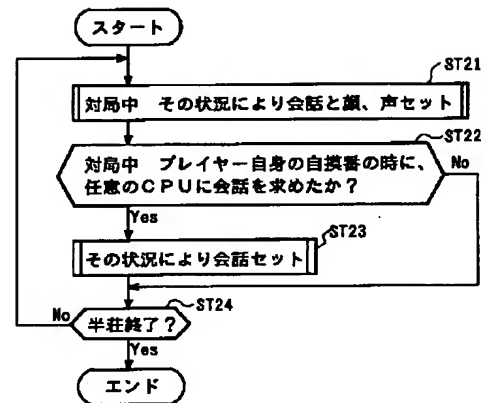 スタート
ST21
対局中 その状況により会話と顔、声セット
ST22
対局中 プレイヤー自身の自摸番の時に、
任意のCPUに会話を求めたか？
No
Yes
ST23
その状況により会話セット
No
ST24
半荘終了？
Yes
エンド